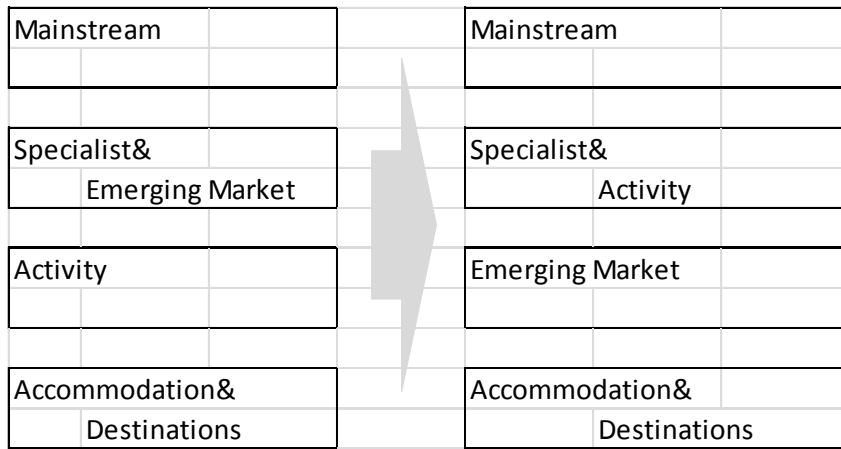 Mainstream
Specialist&
Emerging Market
Activity
Accommodation&
Destinations
Mainstream
Specialist&
Activity
Emerging Market
Accommodation&
Destinations